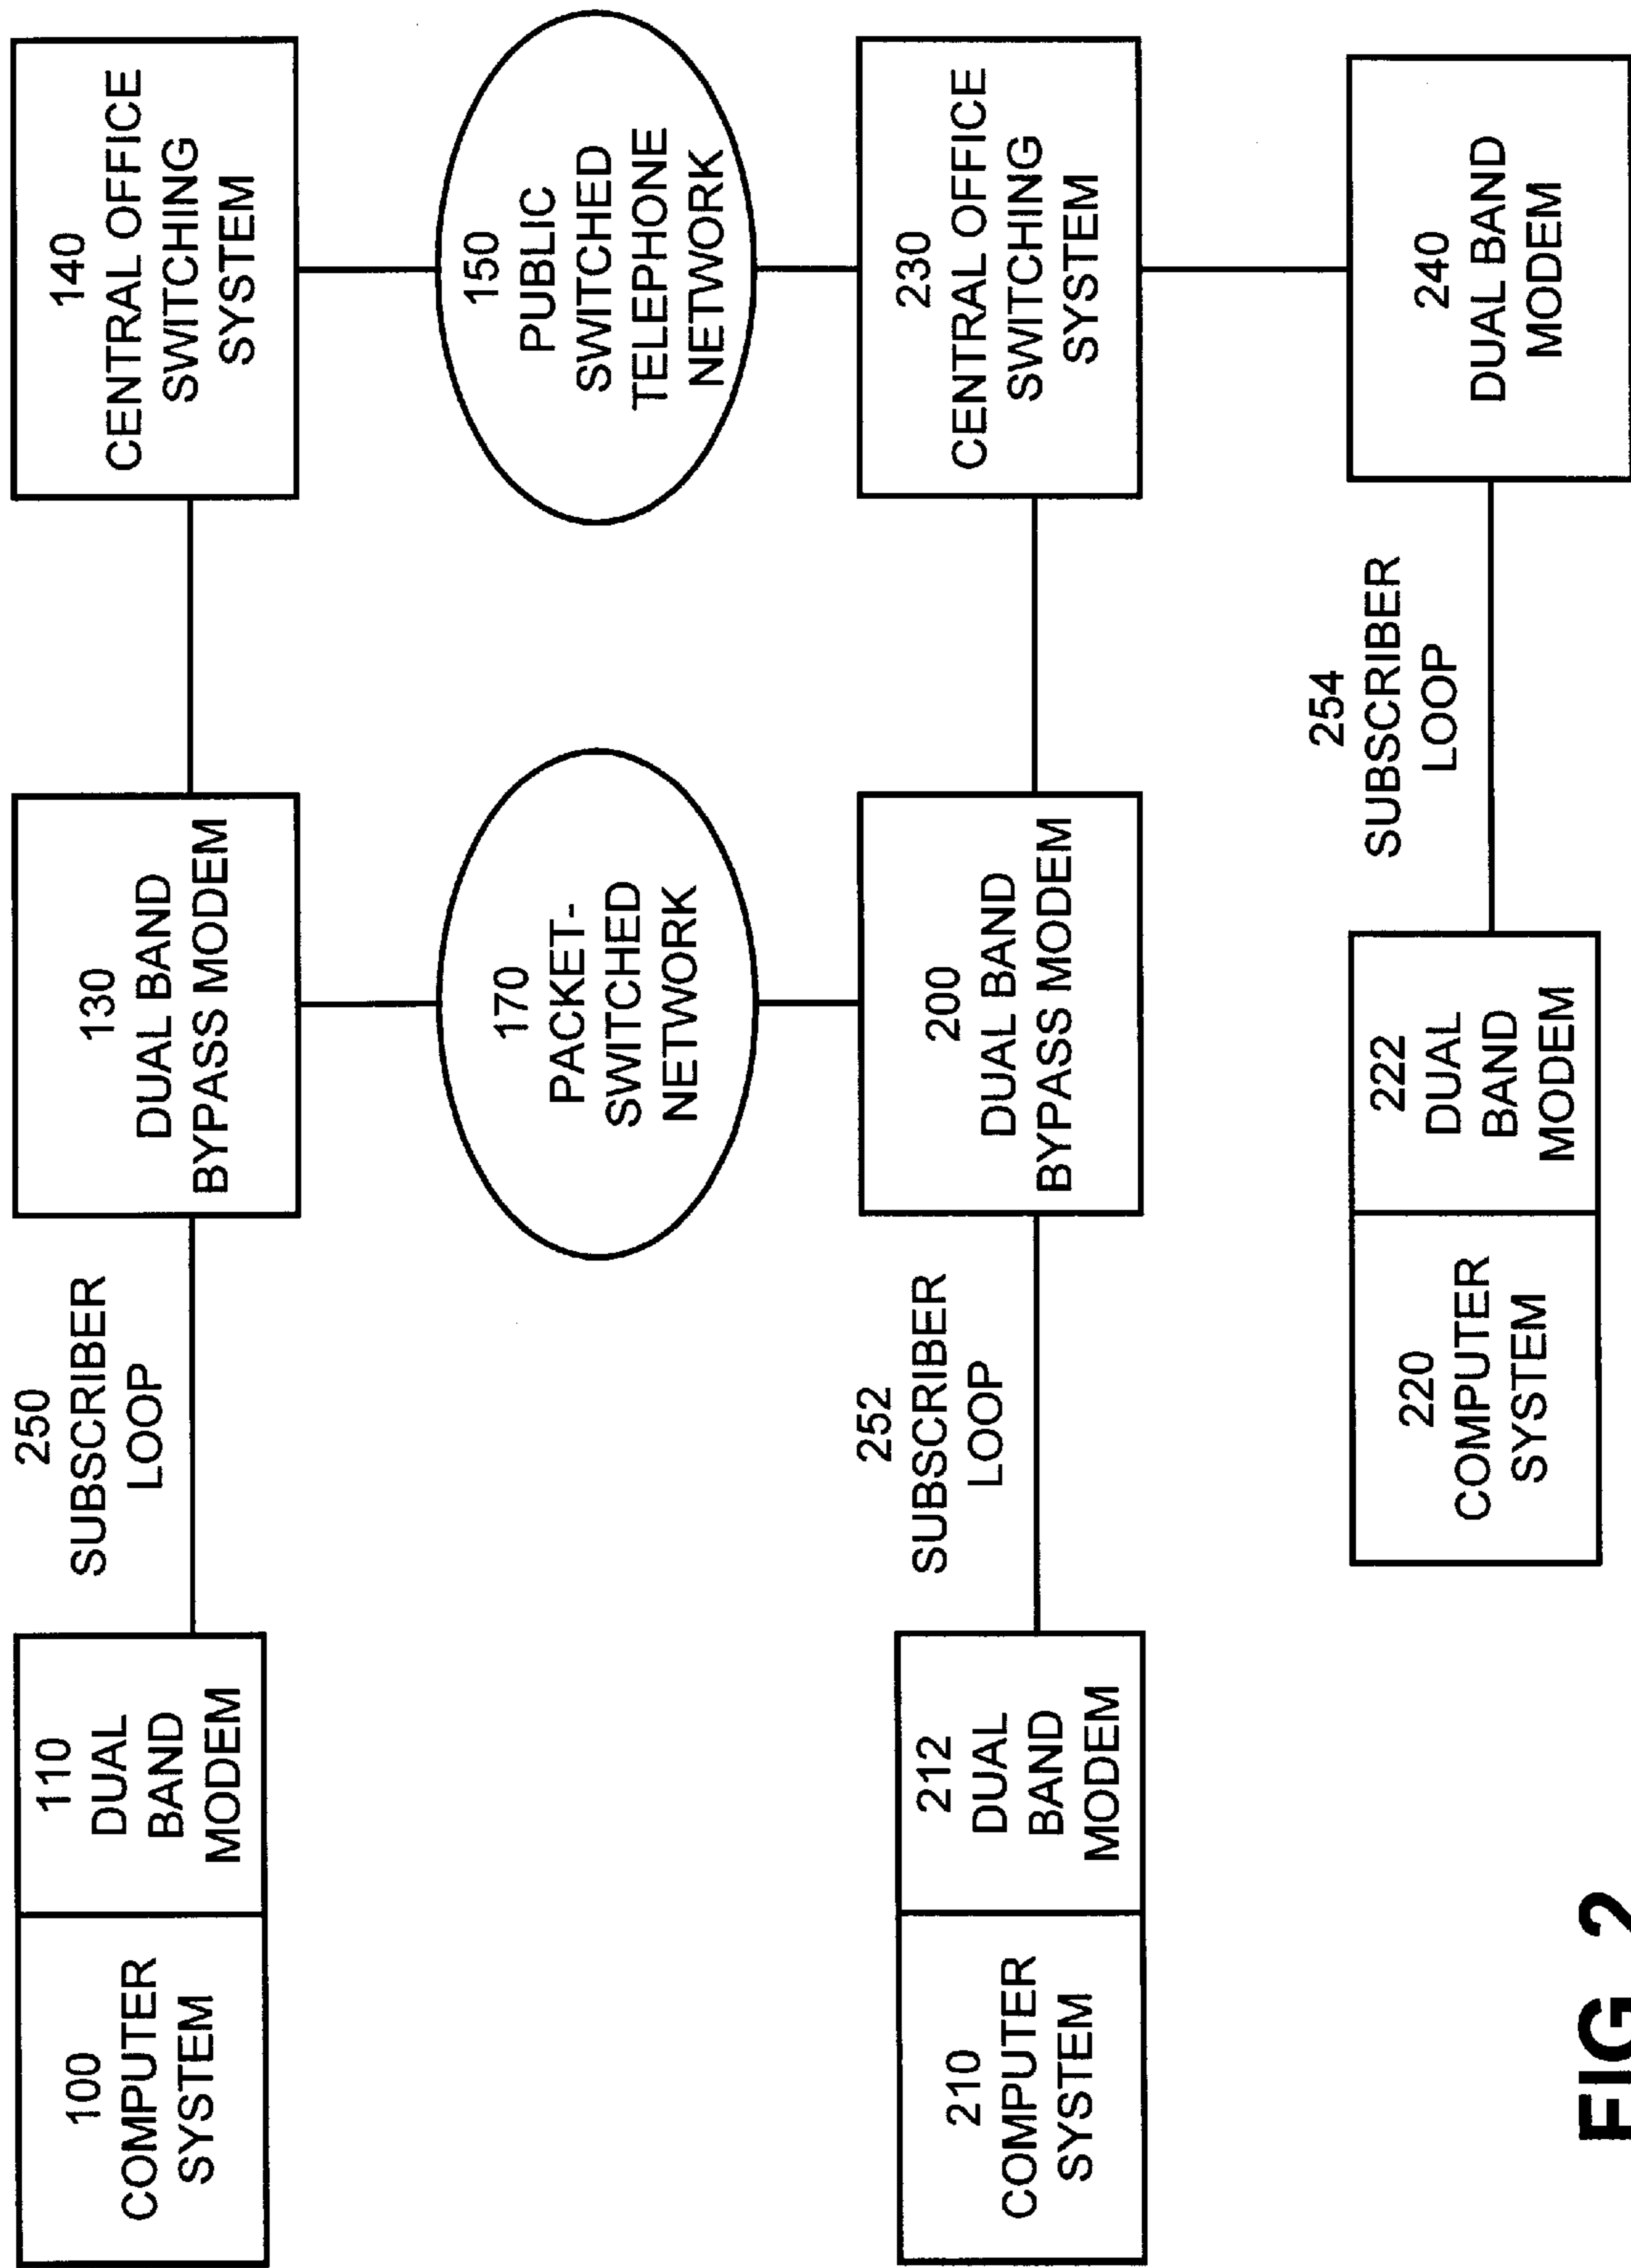 100
COMPUTER
SYSTEM
110
DUAL
BAND
MODEM
250
SUBSCRIBER
LOOP
130
DUAL BAND
BYPASS MODEM
140
CENTRAL OFFICE
SWITCHING
SYSTEM
170
PACKET-
SWITCHED
NETWORK
150
PUBLIC
SWITCHED
TELEPHONE
NETWORK
210
COMPUTER
SYSTEM
212
DUAL
BAND
MODEM
252
SUBSCRIBER
LOOP
200
DUAL BAND
BYPASS MODEM
230
CENTRAL OFFICE
SWITCHING
SYSTEM
220
COMPUTER
SYSTEM
222
DUAL
BAND
MODEM
254
SUBSCRIBER
LOOP
240
DUAL BAND
MODEM
FIG 2